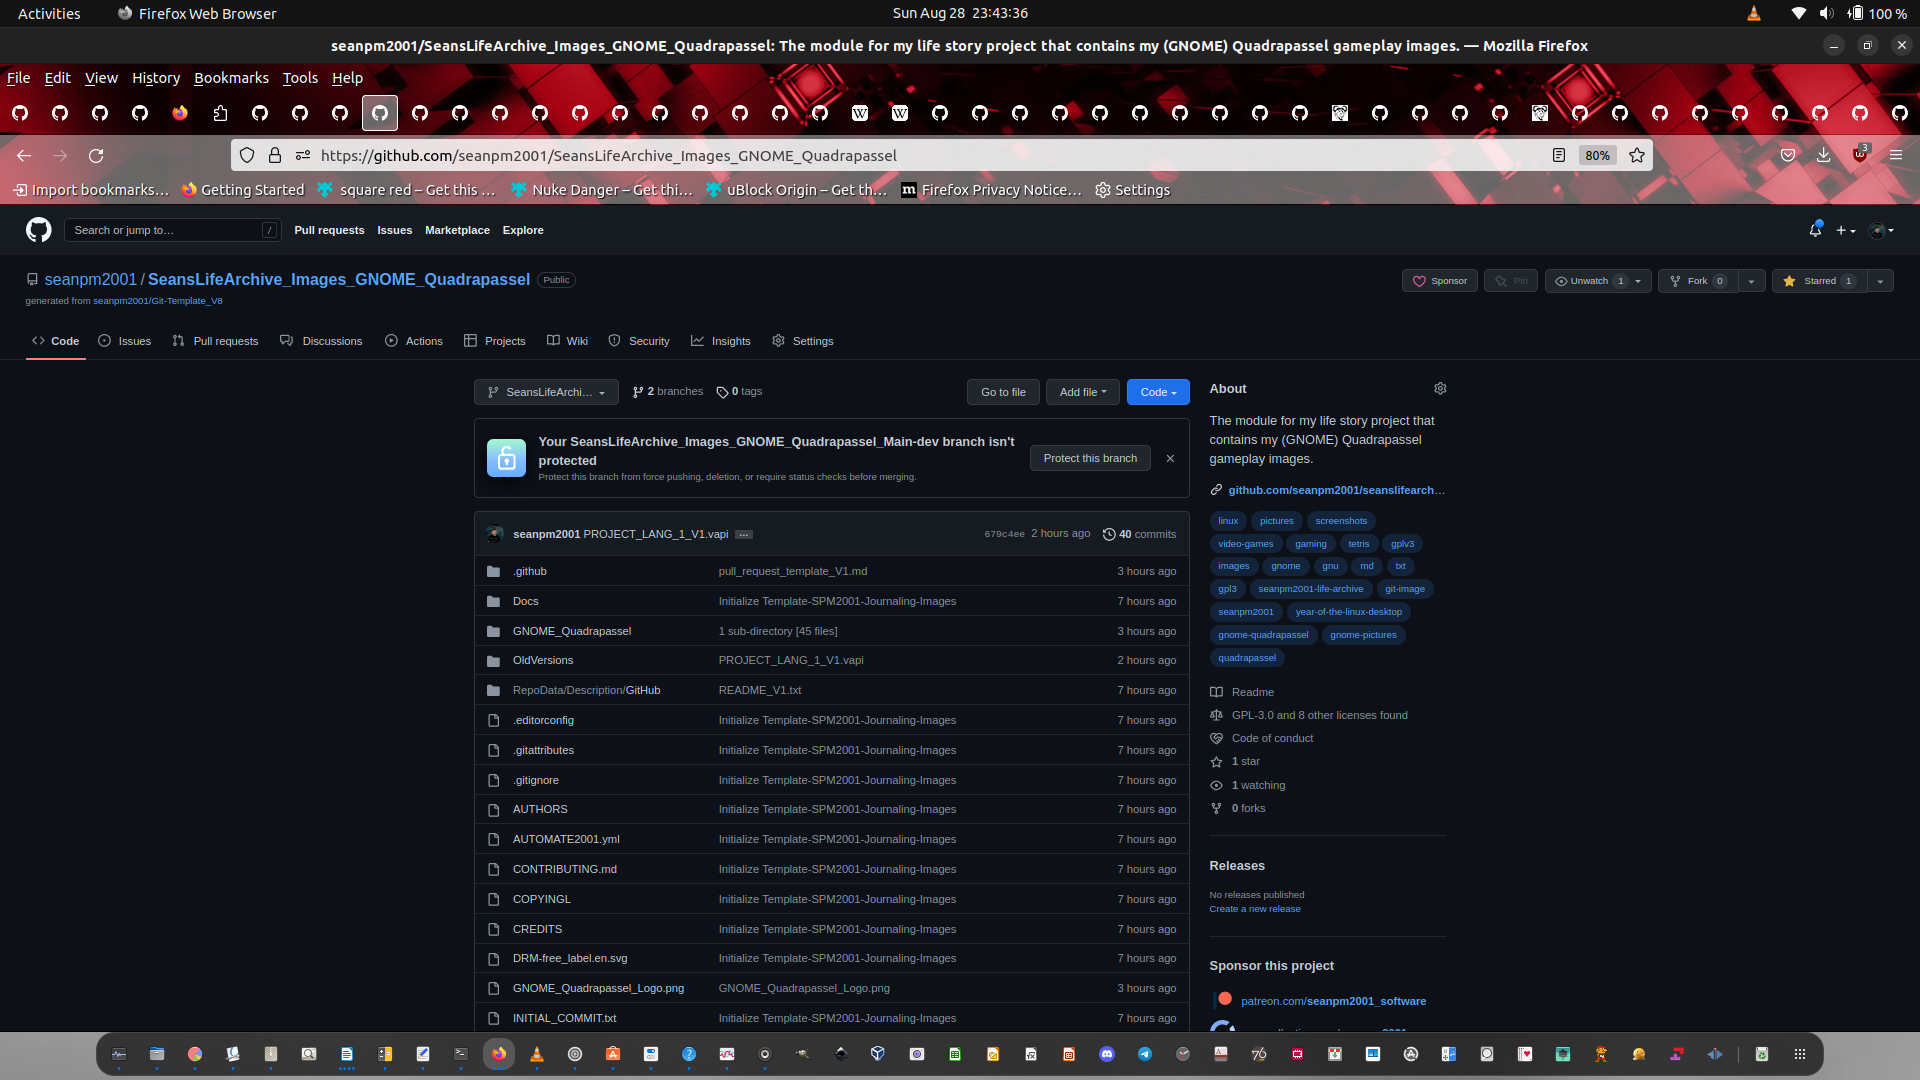 Activities
Firefox Web Browser
Sun Aug 28 23:43:36
100 %
seanpm2001/SeansLifeArchive_Images_GNOME_Quadrapassel: The module for my life story project that contains my (GNOME) Quadrapassel gameplay images. — Mozilla Firefox
File Edit View History Bookmarks Tools Help
https://github.com/seanpm2001/SeansLifeArchive_Images_GNOME_Quadrapassel
80%
3
Import bookmarks… Getting Started square red – Get this … Nuke Danger – Get thi… uBlock Origin – Get th… Firefox Privacy Notice… Settings
Search or jump to… /
Pull requests Issues Marketplace Explore
seanpm2001 / SeansLifeArchive_Images_GNOME_Quadrapassel Public
generated from seanpm2001/Git-Template_V8
Sponsor Pin Unwatch 1 Fork 0 Starred 1
Code Issues Pull requests Discussions Actions Projects Wiki Security Insights Settings
SeansLifeArchi… 2 branches 0 tags
Go to file Add file Code
Your SeansLifeArchive_Images_GNOME_Quadrapassel_Main-dev branch isn't
protected
Protect this branch from force pushing, deletion, or require status checks before merging.
Protect this branch
seanpm2001 PROJECT_LANG_1_V1.vapi … 679c4ee 2 hours ago 40 commits
.github pull_request_template_V1.md 3 hours ago
Docs Initialize Template-SPM2001-Journaling-Images 7 hours ago
GNOME_Quadrapassel 1 sub-directory [45 files] 3 hours ago
OldVersions PROJECT_LANG_1_V1.vapi 2 hours ago
RepoData/Description/GitHub README_V1.txt 7 hours ago
.editorconfig Initialize Template-SPM2001-Journaling-Images 7 hours ago
.gitattributes Initialize Template-SPM2001-Journaling-Images 7 hours ago
.gitignore Initialize Template-SPM2001-Journaling-Images 7 hours ago
AUTHORS Initialize Template-SPM2001-Journaling-Images 7 hours ago
AUTOMATE2001.yml Initialize Template-SPM2001-Journaling-Images 7 hours ago
CONTRIBUTING.md Initialize Template-SPM2001-Journaling-Images 7 hours ago
COPYINGL Initialize Template-SPM2001-Journaling-Images 7 hours ago
CREDITS Initialize Template-SPM2001-Journaling-Images 7 hours ago
DRM-free_label.en.svg Initialize Template-SPM2001-Journaling-Images 7 hours ago
GNOME_Quadrapassel_Logo.png GNOME_Quadrapassel_Logo.png 3 hours ago
INITIAL_COMMIT.txt Initialize Template-SPM2001-Journaling-Images 7 hours ago
About
The module for my life story project that
contains my (GNOME) Quadrapassel
gameplay images.
github.com/seanpm2001/seanslifearch…
linux pictures screenshots
video-games gaming tetris gplv3
images gnome gnu md txt
gpl3 seanpm2001-life-archive git-image
seanpm2001 year-of-the-linux-desktop
gnome-quadrapassel gnome-pictures
quadrapassel
Readme
GPL-3.0 and 8 other licenses found
Code of conduct
1 star
1 watching
0 forks
Releases
No releases published
Create a new release
Sponsor this project
patreon.com/seanpm2001_software